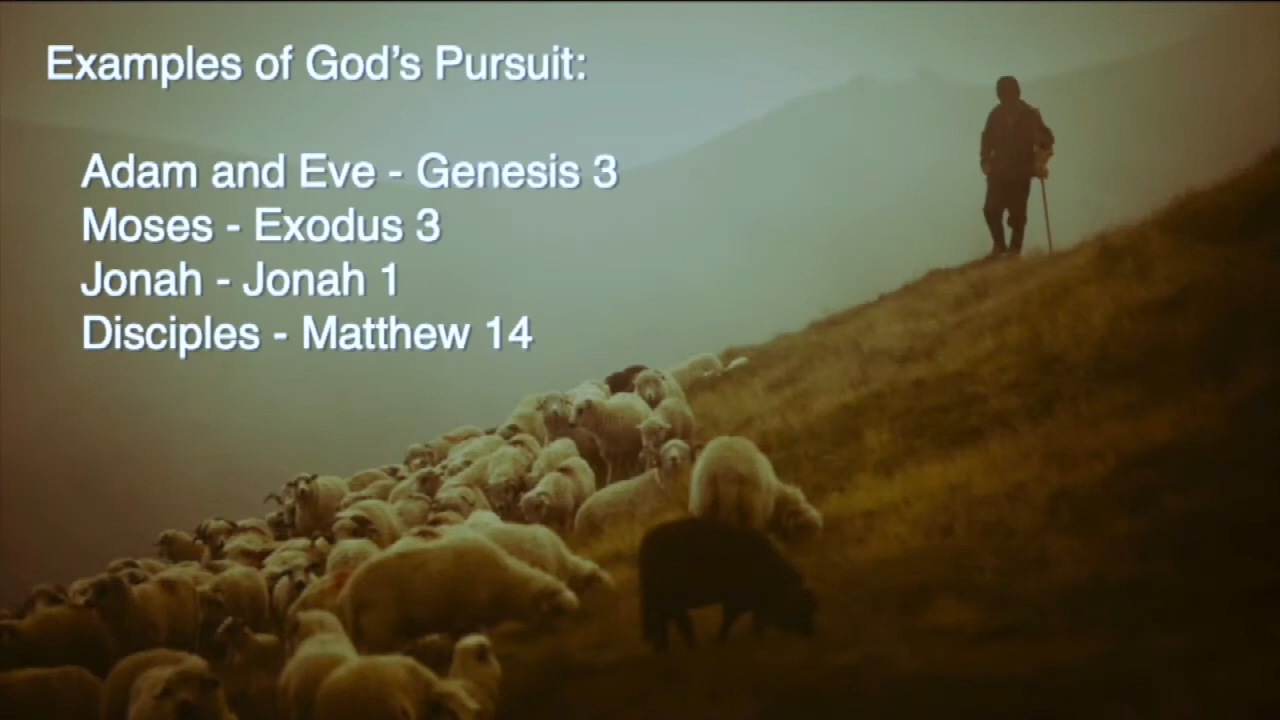 Examples of God’s Pursuit:
Adam and Eve - Genesis 3
Moses - Exodus 3
Jonah - Jonah 1
Disciples - Matthew 14